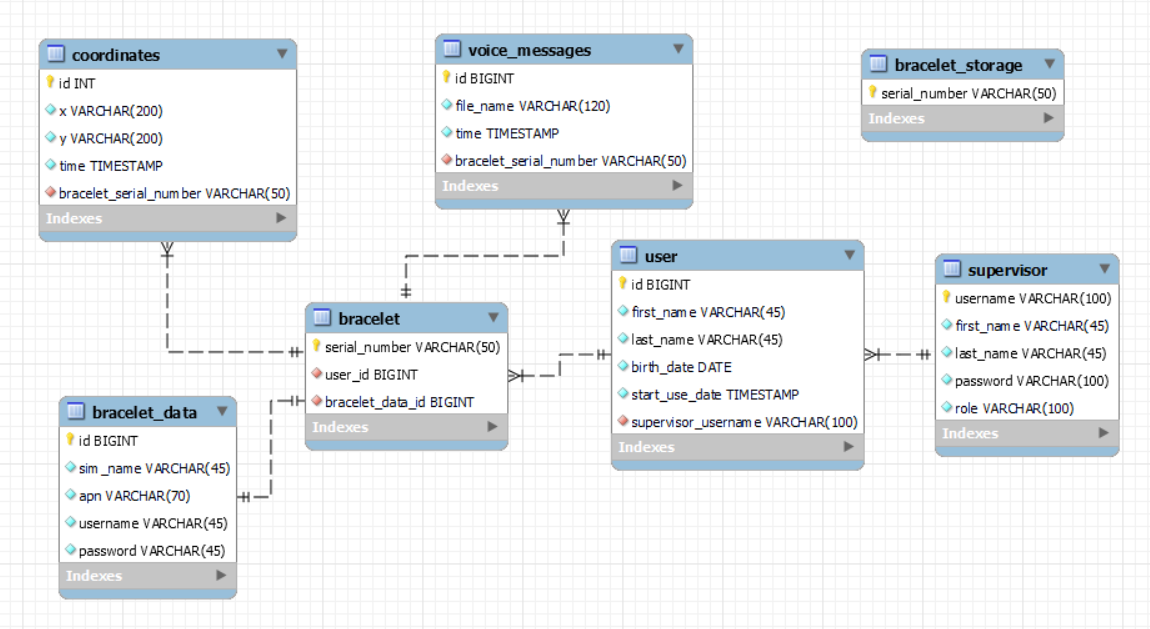 coordinates
id INT
x VARCHAR(200)
y VARCHAR(200)
time TIMESTAMP
bracelet_serial_number VARCHAR(50)
Indexes
voice_messages
id BIGINT
file_name VARCHAR(120)
time TIMESTAMP
bracelet_serial_number VARCHAR(50)
Indexes
bracelet_storage
serial_number VARCHAR(50)
Indexes
bracelet
serial_number VARCHAR(50)
user_id BIGINT
bracelet_data_id BIGINT
Indexes
user
id BIGINT
first_name VARCHAR(45)
last_name VARCHAR(45)
birth_date DATE
start_use_date TIMESTAMP
supervisor_username VARCHAR(100)
Indexes
supervisor
username VARCHAR(100)
first_name VARCHAR(45)
last_name VARCHAR(45)
password VARCHAR(100)
role VARCHAR(100)
Indexes
bracelet_data
id BIGINT
sim _name VARCHAR(45)
apn VARCHAR(70)
username VARCHAR(45)
password VARCHAR(45)
Indexes